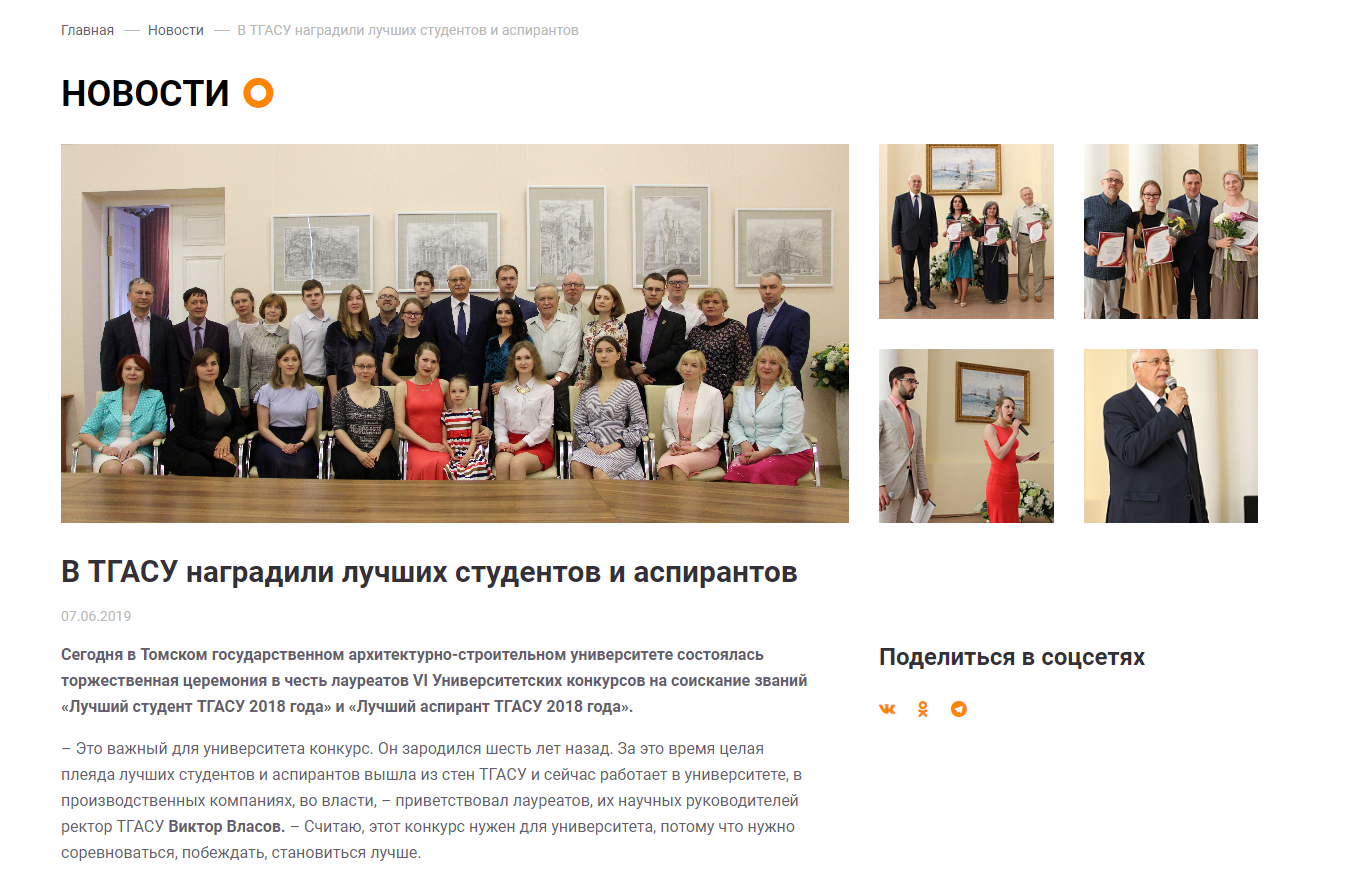 Главная — Новости — В ТГАСУ наградили лучших студентов и аспирантов
НОВОСТИ
В ТГАСУ наградили лучших студентов и аспирантов
07.06.2019
Сегодня в Томском государственном архитектурно-строительном университете состоялась
торжественная церемония в честь лауреатов VI Университетских конкурсов на соискание званий
«Лучший студент ТГАСУ 2018 года» и «Лучший аспирант ТГАСУ 2018 года».
– Это важный для университета конкурс. Он зародился шесть лет назад. За это время целая
плеяда лучших студентов и аспирантов вышла из стен ТГАСУ и сейчас работает в университете, в
производственных компаниях, во власти, – приветствовал лауреатов, их научных руководителей
ректор ТГАСУ Виктор Власов. – Считаю, этот конкурс нужен для университета, потому что нужно
соревноваться, побеждать, становиться лучше.
Поделиться в соцсетях